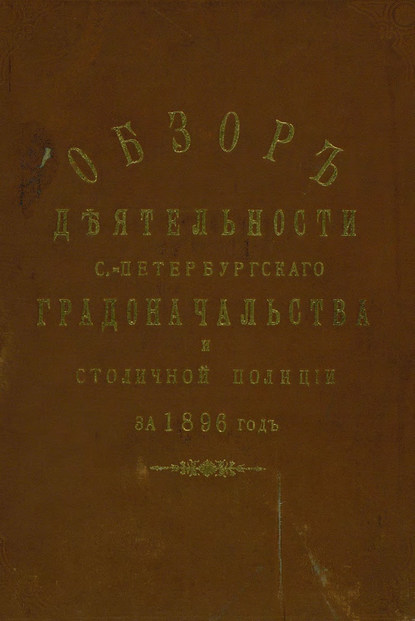 ОБЗОРЪ
ДѢЯТЕЛЬНОСТИ
С.-ПЕТЕРБУРГСКАГО
ГРАДОНАЧАЛЬСТВА
И
СТОЛИЧНОЙ ПОЛИЦІИ
ЗА 1896 ГОДЪ